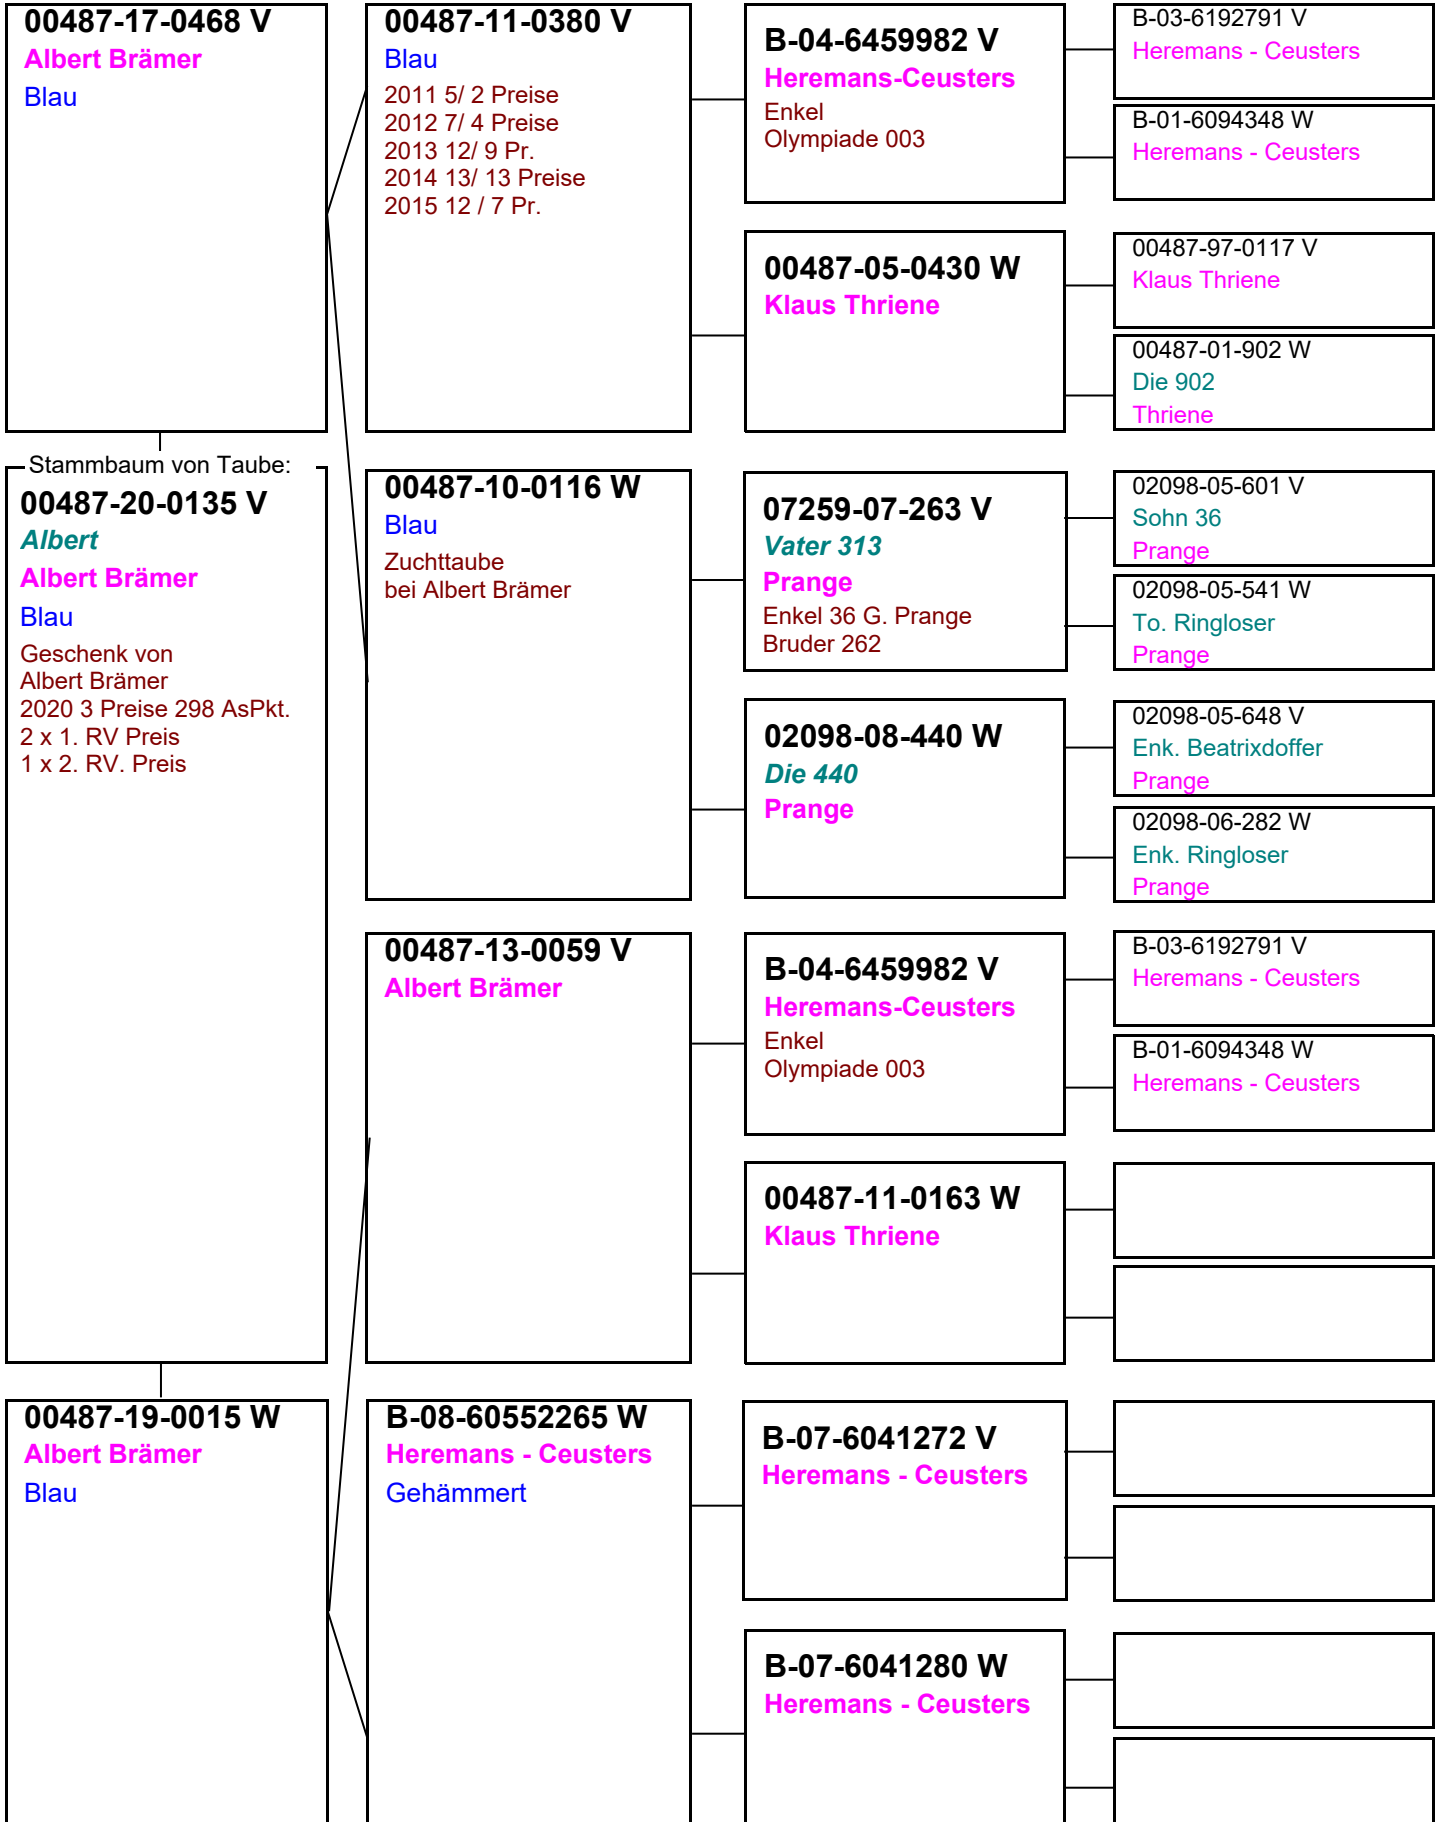 00487-17-0468 V
Albert Brämer
Blau
Stammbaum von Taube:
00487-20-0135 V
Albert
Albert Brämer
Blau
Geschenk von
Albert Brämer
2020 3 Preise 298 AsPkt.
2 x 1. RV Preis
1 x 2. RV. Preis
00487-19-0015 W
Albert Brämer
Blau
00487-11-0380 V
Blau
2011 5/ 2 Preise
2012 7/ 4 Preise
2013 12/ 9 Pr.
2014 13/ 13 Preise
2015 12 / 7 Pr.
00487-10-0116 W
Blau
Zuchttaube
bei Albert Brämer
00487-13-0059 V
Albert Brämer
B-08-60552265 W
Heremans - Ceusters
Gehämmert
B-04-6459982 V
Heremans-Ceusters
Enkel
Olympiade 003
00487-05-0430 W
Klaus Thriene
07259-07-263 V
Vater 313
Prange
Enkel 36 G. Prange
Bruder 262
02098-08-440 W
Die 440
Prange
B-04-6459982 V
Heremans-Ceusters
Enkel
Olympiade 003
00487-11-0163 W
Klaus Thriene
B-07-6041272 V
Heremans - Ceusters
B-07-6041280 W
Heremans - Ceusters
B-03-6192791 V
Heremans - Ceusters
B-01-6094348 W
Heremans - Ceusters
00487-97-0117 V
Klaus Thriene
00487-01-902 W
Die 902
Thriene
02098-05-601 V
Sohn 36
Prange
02098-05-541 W
To. Ringloser
Prange
02098-05-648 V
Enk. Beatrixdoffer
Prange
02098-06-282 W
Enk. Ringloser
Prange
B-03-6192791 V
Heremans - Ceusters
B-01-6094348 W
Heremans - Ceusters